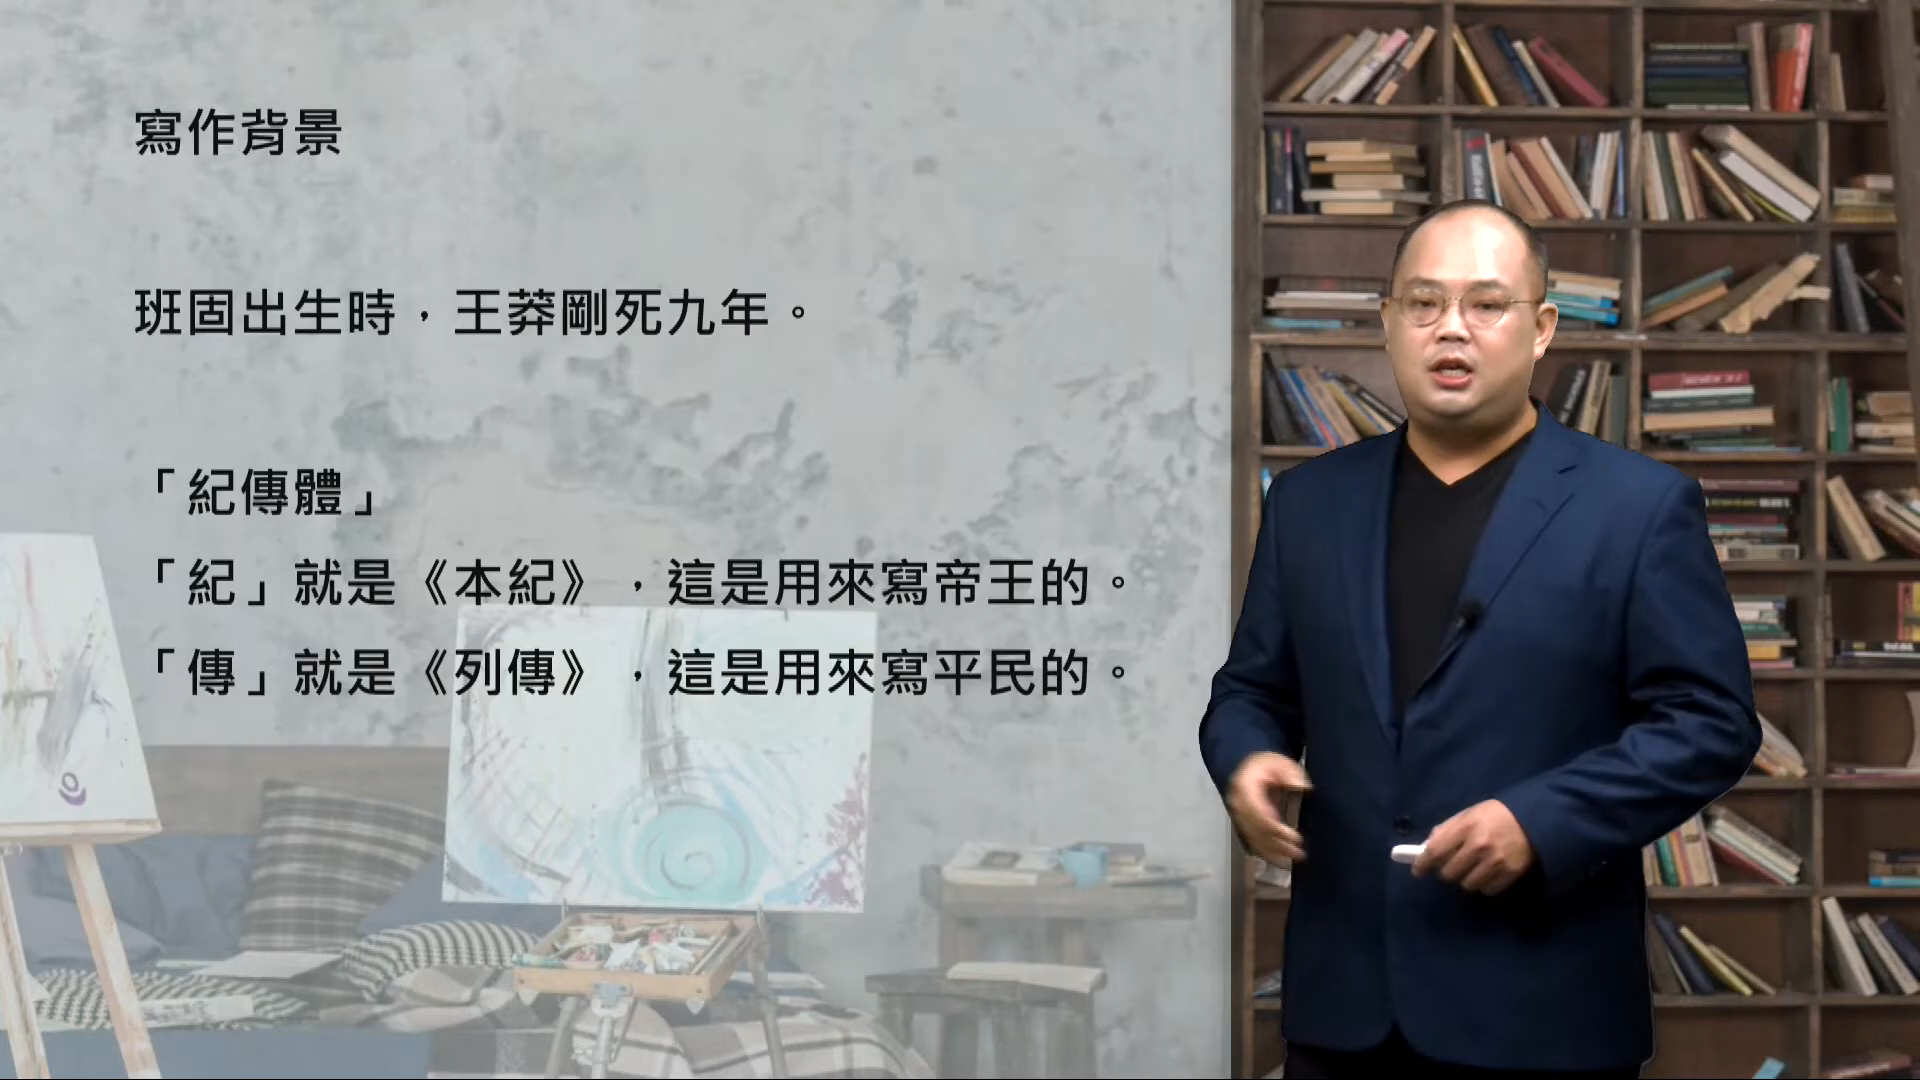 寫作背景
班固出生時，王莽剛死九年。
「紀傳體」
「紀」就是《本紀》，這是用來寫帝王的。
「傳」就是《列傳》，這是用來寫平民的。